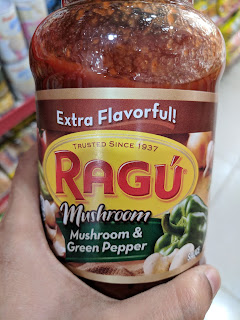 Extra Flavorful!
TRUSTED SINCE 1937
RAGÚ
Mushroom
Mushroom &
Green Pepper